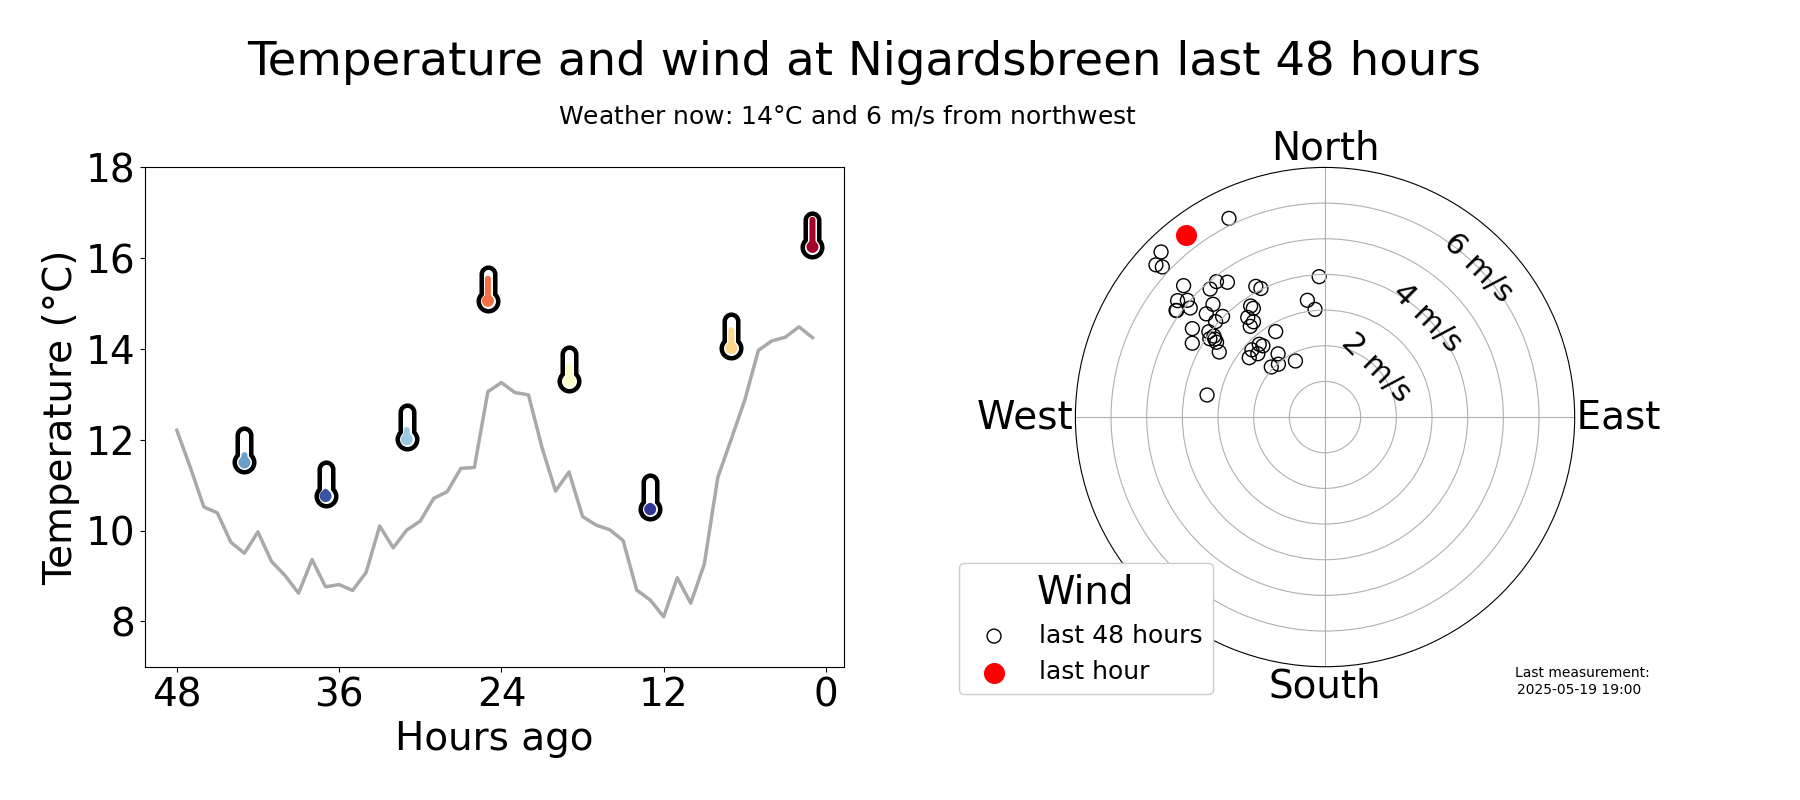 Temperature and wind at Nigardsbreen last 48 hours
Weather now: 14°C and 6 m/s from northwest
Temperature (°C)
18
16
14
12
10
8
48 36 24 12 0
Hours ago
North
West
East
South
6 m/s
4 m/s
2 m/s
Wind
last 48 hours
last hour
Last measurement:
2025-05-19 19:00